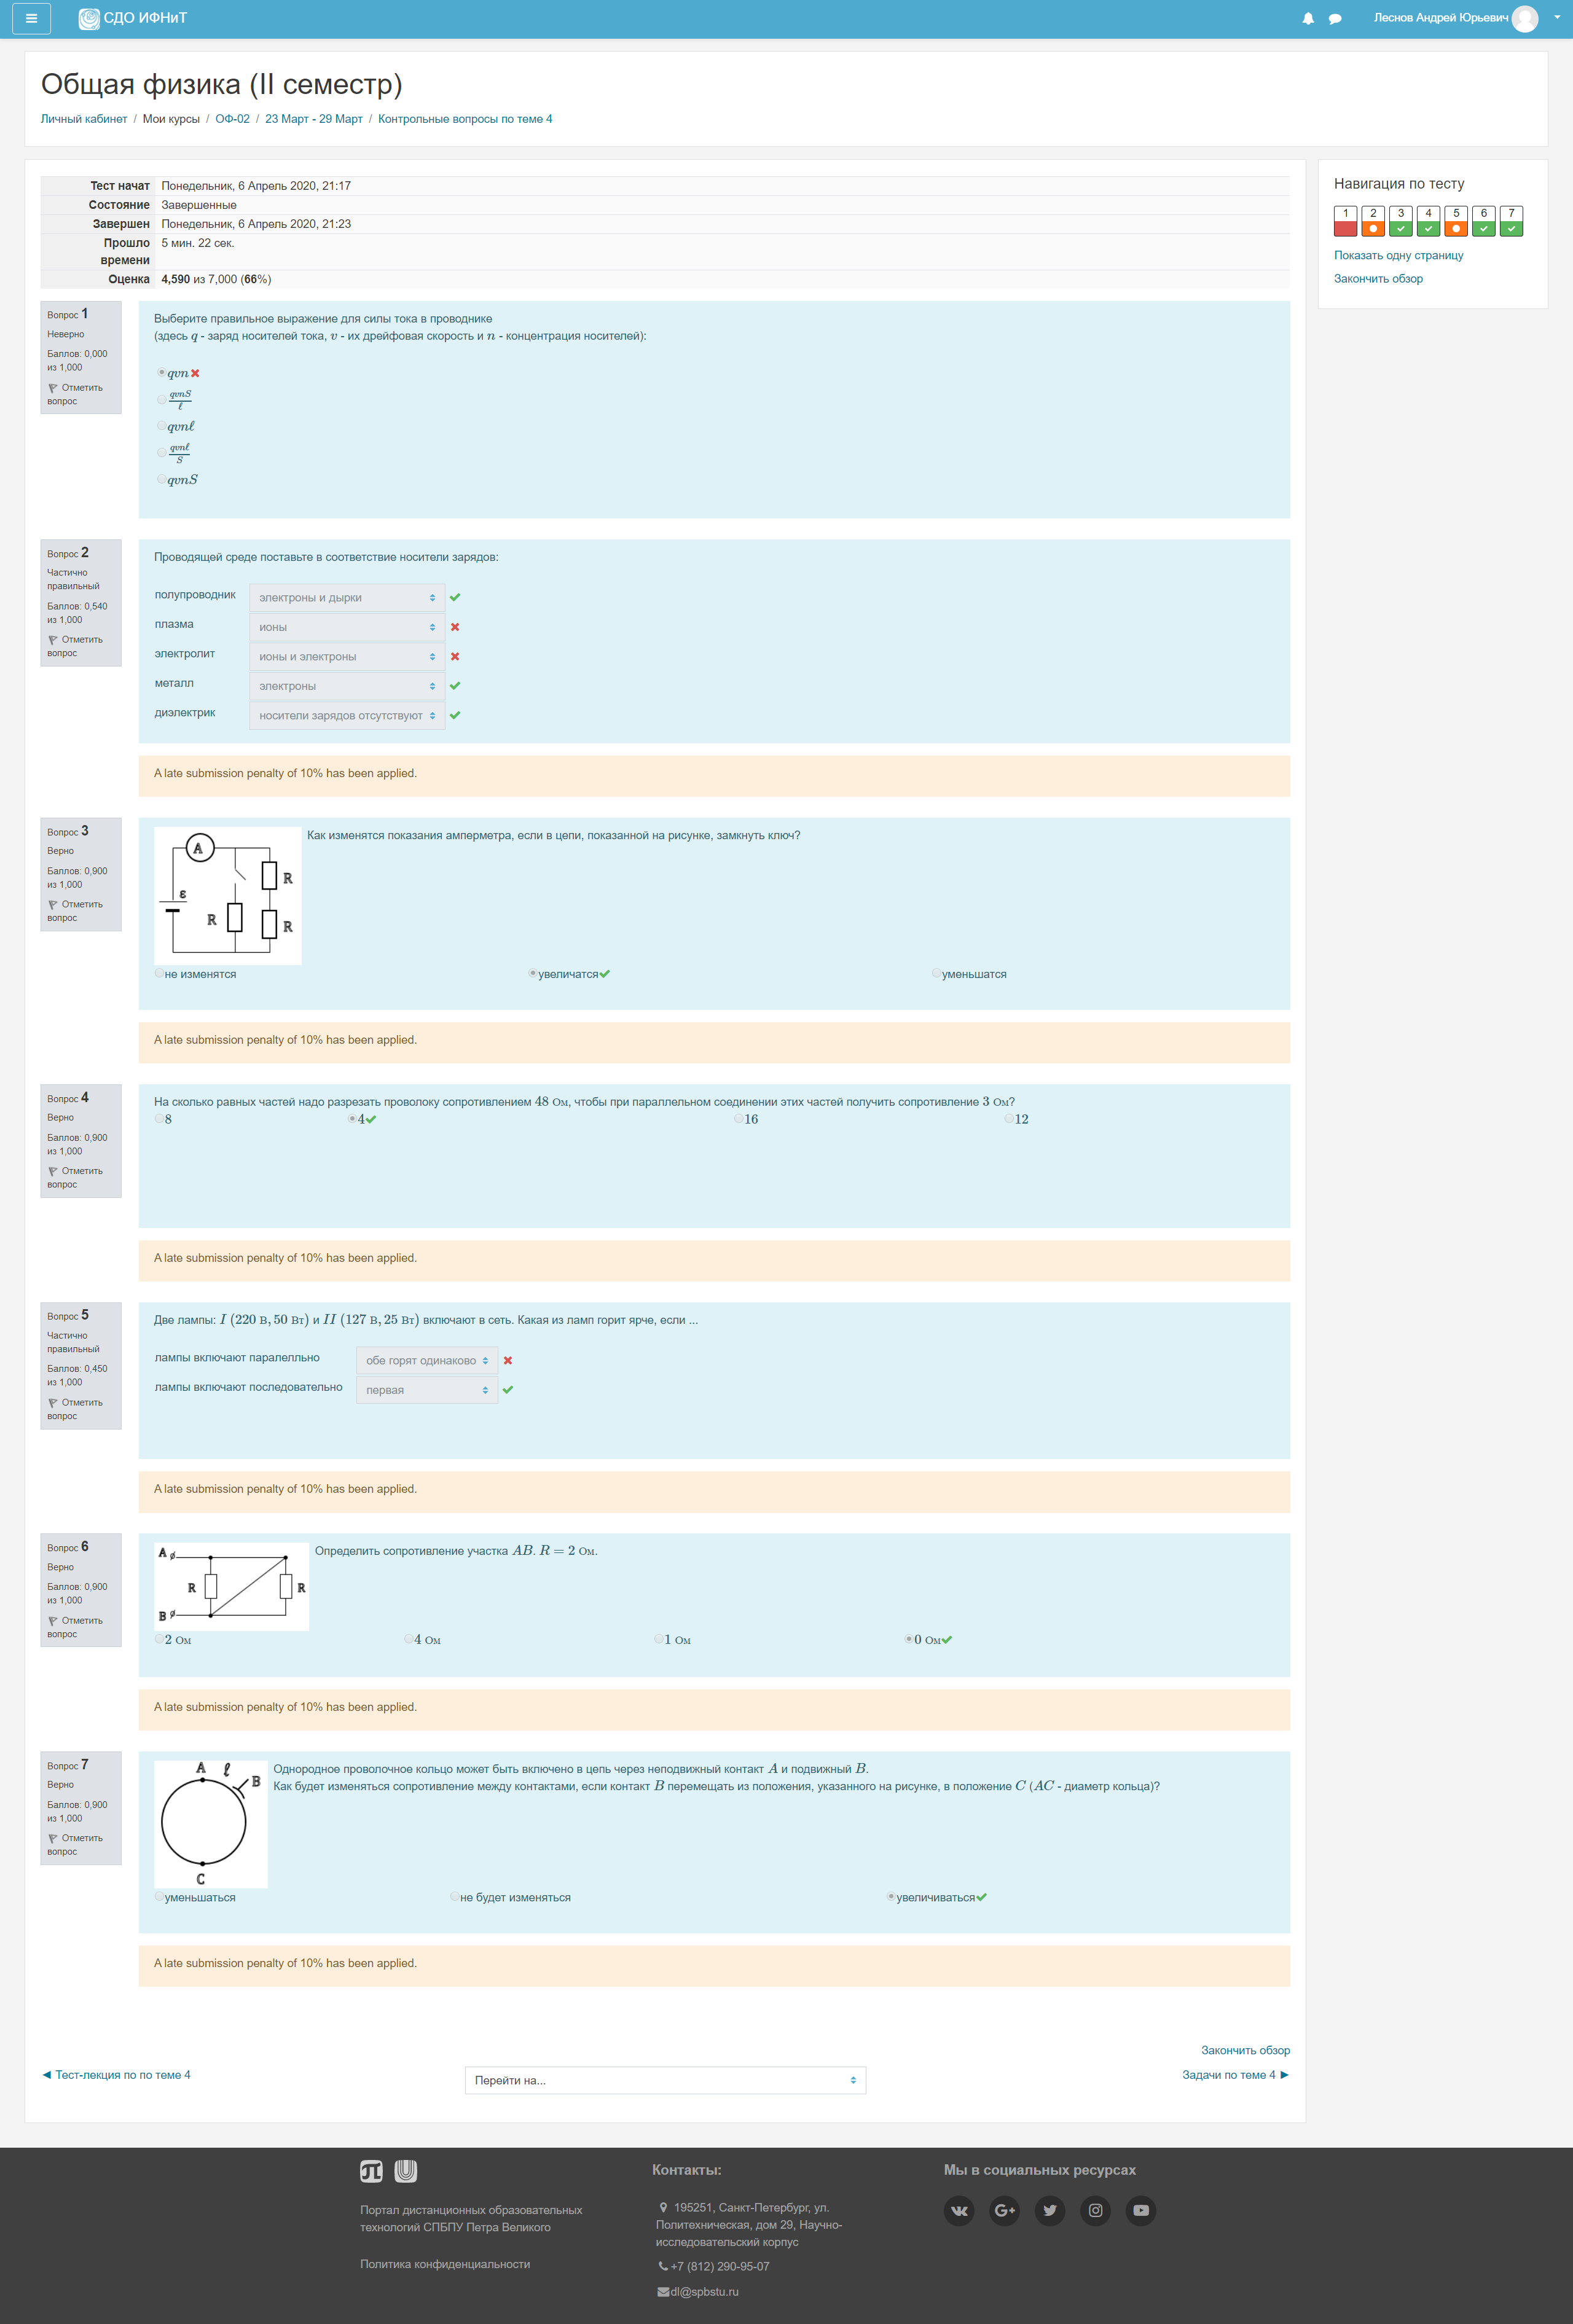 СДО ИФНиТ
Леснов Андрей Юрьевич
Общая физика (II семестр)
Личный кабинет / Мои курсы / ОФ-02 / 23 Март - 29 Март / Контрольные вопросы по теме 4
Тест начат Понедельник, 6 Апрель 2020, 21:17
Состояние Завершенные
Завершен Понедельник, 6 Апрель 2020, 21:23
Прошло времени 5 мин. 22 сек.
Оценка 4,590 из 7,000 (66%)
Навигация по тесту
1 2 3 4 5 6 7
Показать одну страницу
Закончить обзор
Вопрос 1
Неверно
Баллов: 0,000
из 1,000
Отметить
вопрос
Выберите правильное выражение для силы тока в проводнике
(здесь q - заряд носителей тока, v - их дрейфовая скорость и n - концентрация носителей):
qvn
qvnS
ℓ
qvnℓ
qvnℓ
S
qvnS
Вопрос 2
Частично
правильный
Баллов: 0,540
из 1,000
Отметить
вопрос
Проводящей среде поставьте в соответствие носители зарядов:
полупроводник электроны и дырки
плазма ионы
электролит ионы и электроны
металл электроны
диэлектрик носители зарядов отсутствуют
A late submission penalty of 10% has been applied.
Вопрос 3
Верно
Баллов: 0,900
из 1,000
Отметить
вопрос
Как изменятся показания амперметра, если в цепи, показанной на рисунке, замкнуть ключ?
A
R
ε
R
R
не изменятся увеличатся уменьшатся
A late submission penalty of 10% has been applied.
Вопрос 4
Верно
Баллов: 0,900
из 1,000
Отметить
вопрос
На сколько равных частей надо разрезать проволоку сопротивлением 48 Ом, чтобы при параллельном соединении этих частей получить сопротивление 3 Ом?
8 4 16 12
A late submission penalty of 10% has been applied.
Вопрос 5
Частично
правильный
Баллов: 0,450
из 1,000
Отметить
вопрос
Две лампы: I (220 В, 50 Вт) и II (127 В, 25 Вт) включают в сеть. Какая из ламп горит ярче, если ...
лампы включают паралелльно обе горят одинаково
лампы включают последовательно первая
A late submission penalty of 10% has been applied.
Вопрос 6
Верно
Баллов: 0,900
из 1,000
Отметить
вопрос
Определить сопротивление участка AB. R = 2 Ом.
A
R R
B
2 Ом 4 Ом 1 Ом 0 Ом
A late submission penalty of 10% has been applied.
Вопрос 7
Верно
Баллов: 0,900
из 1,000
Отметить
вопрос
A ℓ B
C
Однородное проволочное кольцо может быть включено в цепь через неподвижный контакт A и подвижный B.
Как будет изменяться сопротивление между контактами, если контакт B перемещать из положения, указанного на рисунке, в положение C (AC - диаметр кольца)?
уменьшаться не будет изменяться увеличиваться
A late submission penalty of 10% has been applied.
Закончить обзор
◄ Тест-лекция по по теме 4
Перейти на...
Задачи по теме 4 ►
Портал дистанционных образовательных
технологий СПБПУ Петра Великого
Политика конфиденциальности
Контакты:
195251, Санкт-Петербург, ул.
Политехническая, дом 29, Научно-
исследовательский корпус
+7 (812) 290-95-07
dl@spbstu.ru
Мы в социальных ресурсах